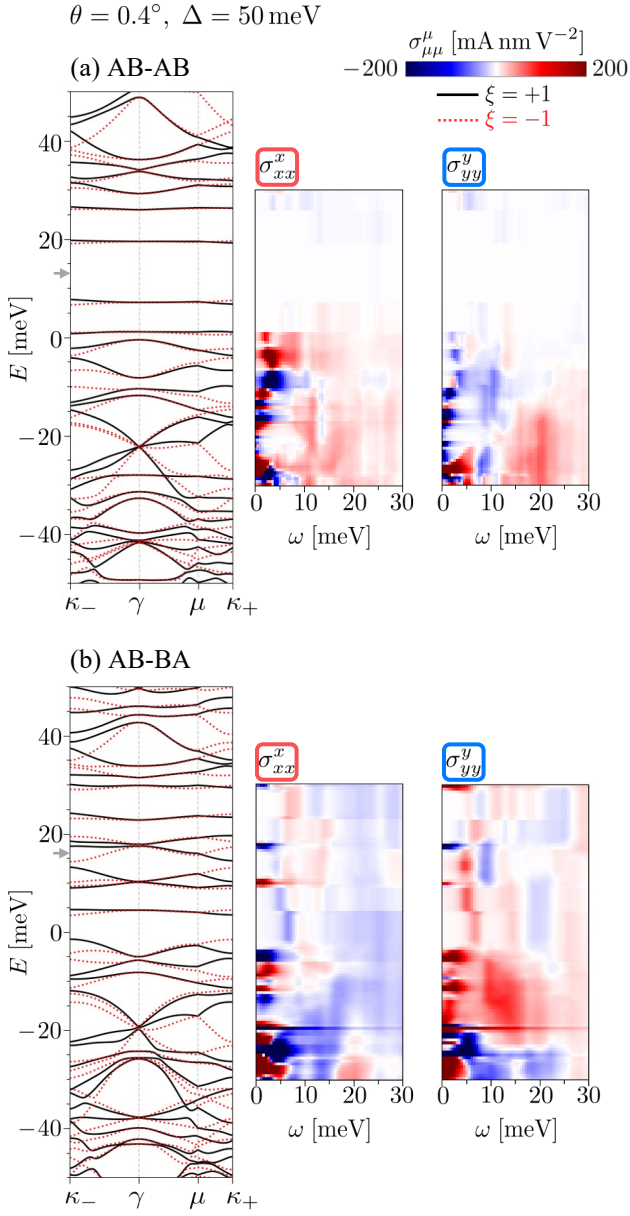 θ = 0.4°, Δ = 50 meV
σ^μ_μμ [mA nm V⁻²]
−200 200
(a) AB-AB
ξ = +1
ξ = −1
σ^x_xx σ^y_yy
40
20
0
−20
−40
E [meV]
κ₋ γ μ κ₊
0 10 20 30 0 10 20 30
ω [meV] ω [meV]
(b) AB-BA
σ^x_xx σ^y_yy
40
20
0
−20
−40
E [meV]
0 10 20 30 0 10 20 30
ω [meV] ω [meV]
κ₋ γ μ κ₊